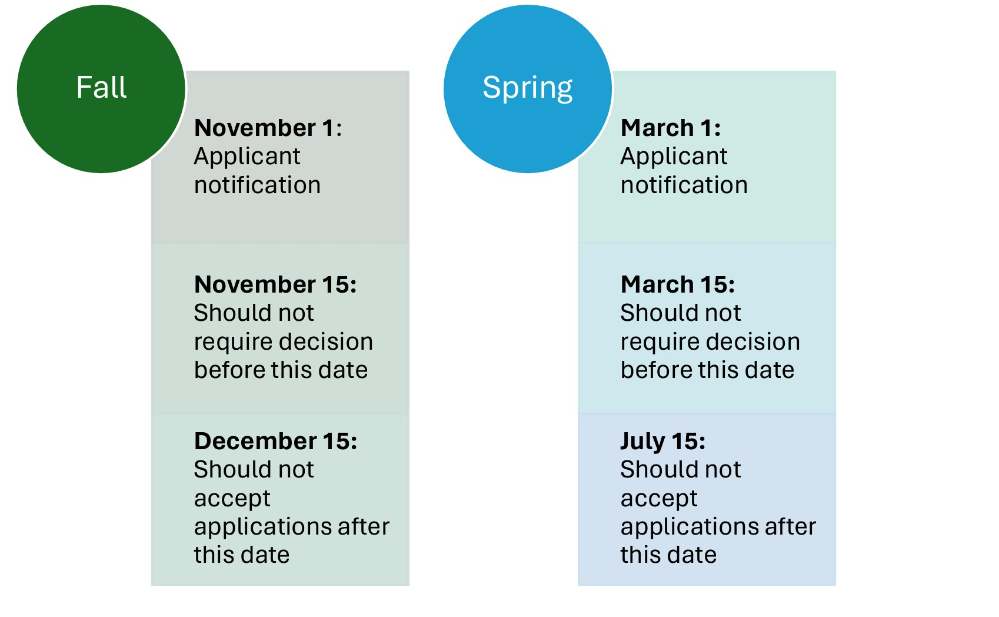 Fall
November 1:
Applicant
notification
November 15:
Should not
require decision
before this date
December 15:
Should not
accept
applications after
this date
Spring
March 1:
Applicant
notification
March 15:
Should not
require decision
before this date
July 15:
Should not
accept
applications after
this date